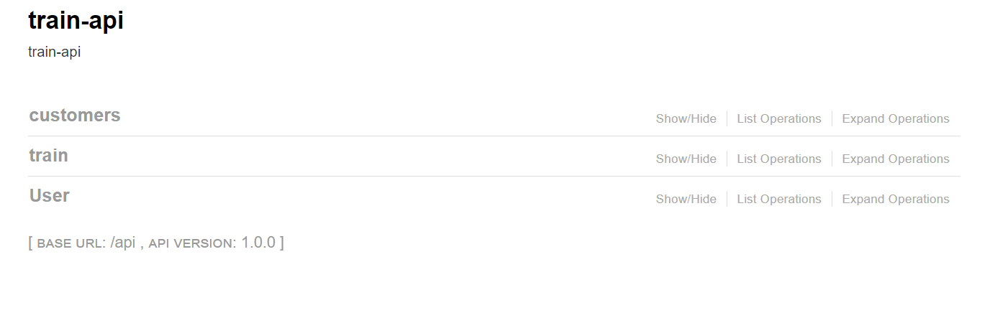 train-api
train-api
customers Show/Hide List Operations Expand Operations
train Show/Hide List Operations Expand Operations
User Show/Hide List Operations Expand Operations
[ BASE URL: /api , API VERSION: 1.0.0 ]